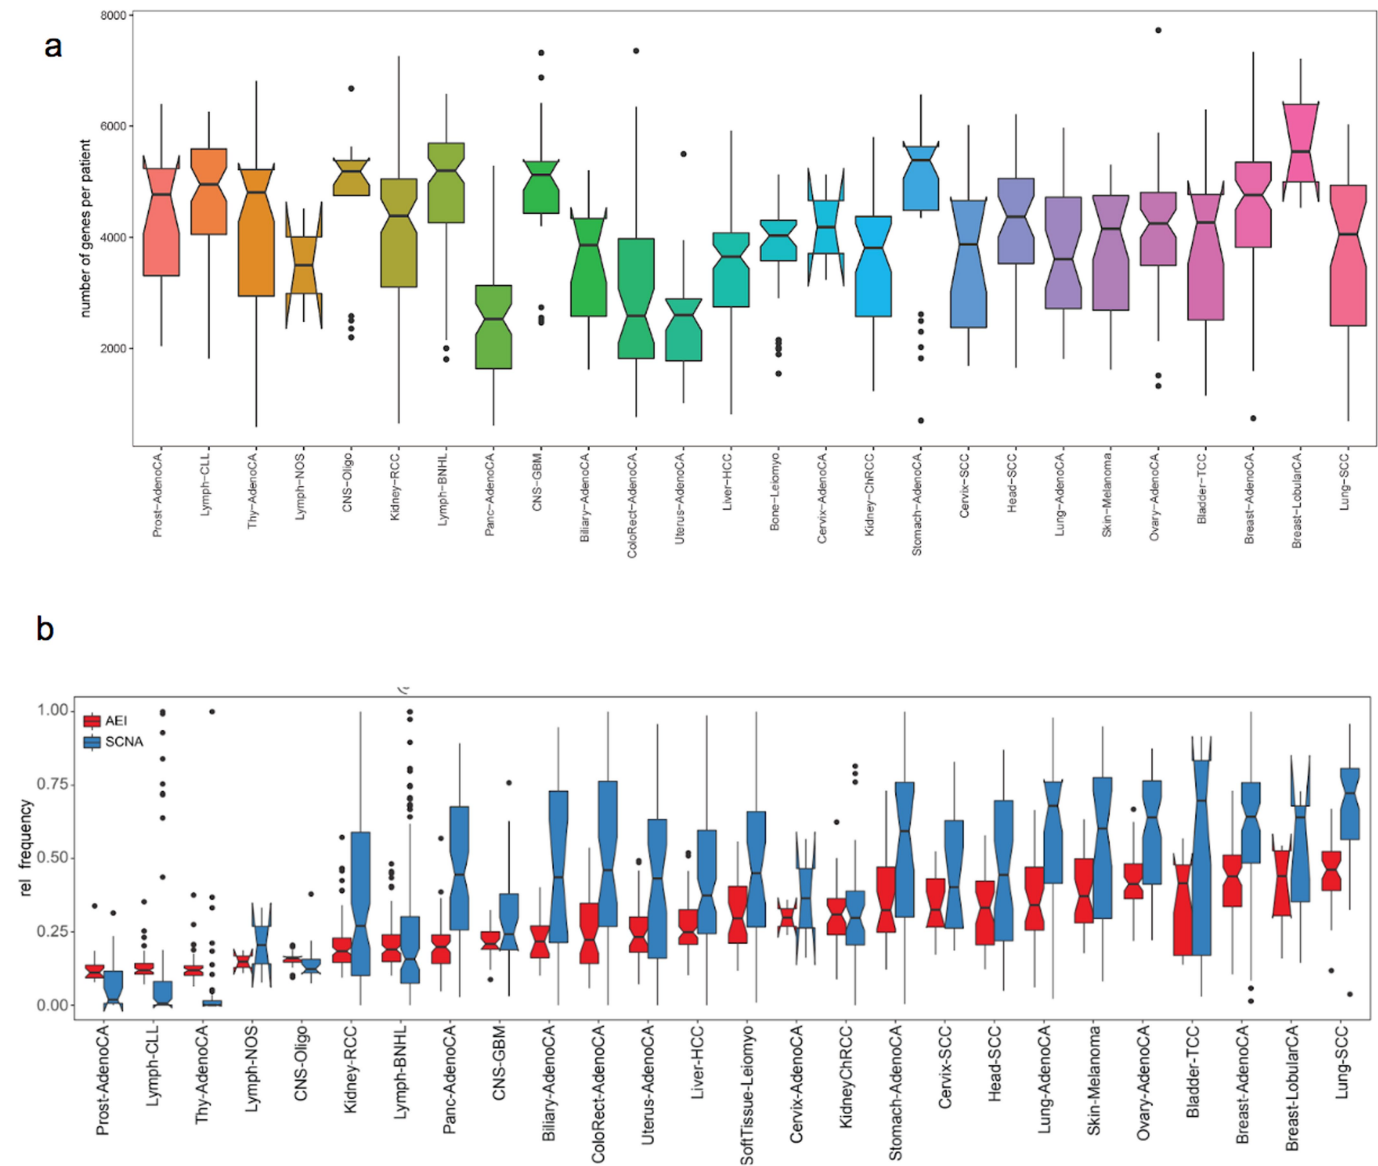 a
8000
6000
4000
2000
number of genes per patient
Prost−AdenoCA
Lymph−CLL
Thy−AdenoCA
Lymph−NOS
CNS−Oligo
Kidney−RCC
Lymph−BNHL
Panc−AdenoCA
CNS−GBM
Biliary−AdenoCA
ColoRect−AdenoCA
Uterus−AdenoCA
Liver−HCC
Bone−Leiomyo
Cervix−AdenoCA
Kidney−ChRCC
Stomach−AdenoCA
Cervix−SCC
Head−SCC
Lung−AdenoCA
Skin−Melanoma
Ovary−AdenoCA
Bladder−TCC
Breast−AdenoCA
Breast−LobularCA
Lung−SCC
b
1.00
0.75
0.50
0.25
0.00
rel frequency
AEI
SCNA
Prost-AdenoCA
Lymph-CLL
Thy-AdenoCA
Lymph-NOS
CNS-Oligo
Kidney-RCC
Lymph-BNHL
Panc-AdenoCA
CNS-GBM
Biliary-AdenoCA
ColoRect-AdenoCA
Uterus-AdenoCA
Liver-HCC
SoftTissue-Leiomyo
Cervix-AdenoCA
KidneyChRCC
Stomach-AdenoCA
Cervix-SCC
Head-SCC
Lung-AdenoCA
Skin-Melanoma
Ovary-AdenoCA
Bladder-TCC
Breast-AdenoCA
Breast-LobularCA
Lung-SCC